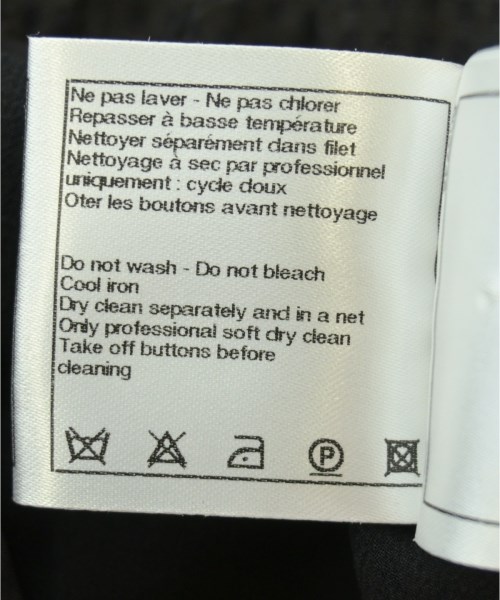 Ne pas laver - Ne pas chlorer
Repasser à basse température
Nettoyer séparément dans filet
Nettoyage à sec par professionnel
uniquement : cycle doux
Oter les boutons avant nettoyage
Do not wash - Do not bleach
Cool iron
Dry clean separately and in a net
Only professional soft dry clean
Take off buttons before
cleaning
P